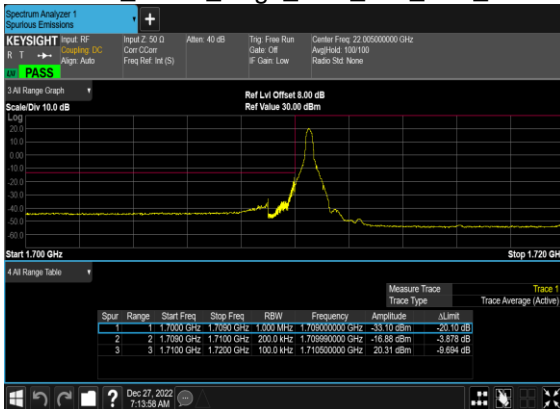 Spectrum Analyzer 1
Spurious Emissions
KEYSIGHT Input: RF Input Z: 50 Ω Atten: 40 dB Trig: Free Run Center Freq: 22.005000000 GHz
R T Coupling: DC Corr CCorr Gate: Off Avg|Hold: 100/100
Align: Auto Freq Ref: Int (S) IF Gain: Low Radio Std: None
LM PASS
3 All Range Graph
Ref Lvl Offset 8.00 dB
Scale/Div 10.0 dB Ref Value 30.00 dBm
Log
20.0
10.0
0.00
-10.0
-20.0
-30.0
-40.0
-50.0
-60.0
Start 1.700 GHz Stop 1.720 GH
4 All Range Table
Measure Trace Trace 1
Trace Type Trace Average (Active)
Spur Range Start Freq Stop Freq RBW Frequency Amplitude ΔLimit
1 1 1.7000 GHz 1.7090 GHz 1.000 MHz 1.709000000 GHz -33.10 dBm -20.10 dB
2 2 1.7090 GHz 1.7100 GHz 200.0 kHz 1.709990000 GHz -16.88 dBm -3.878 dB
3 3 1.7100 GHz 1.7200 GHz 100.0 kHz 1.710500000 GHz 20.31 dBm -9.694 dB
Dec 27, 2022
7:13:58 AM